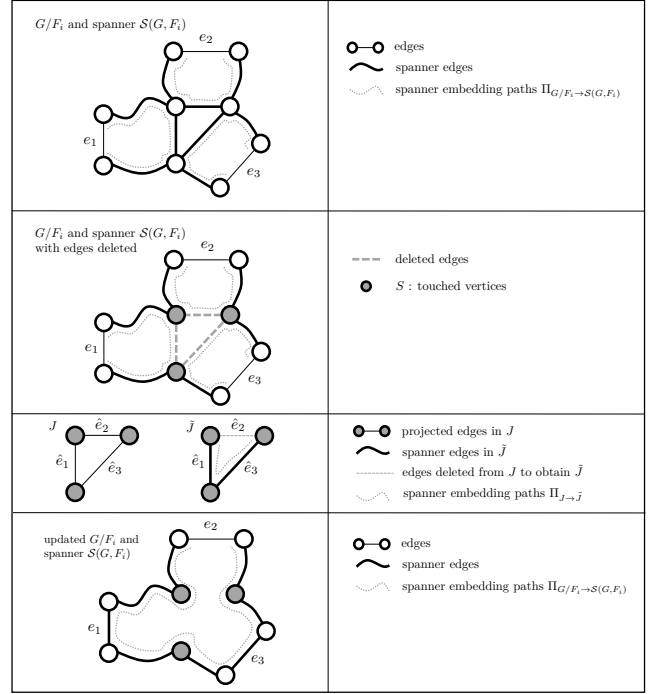 G/F_i and spanner S(G, F_i)
e_2
e_1
e_3
edges
spanner edges
spanner embedding paths Π_{G/F_i→S(G,F_i)}
G/F_i and spanner S(G, F_i)
with edges deleted
e_2
e_1
e_3
deleted edges
S : touched vertices
J
ê_2
ê_1
ê_3
J̃
ê_2
ê_1
ê_3
projected edges in J
spanner edges in J̃
edges deleted from J to obtain J̃
spanner embedding paths Π_{J→J̃}
updated G/F_i and
spanner S(G, F_i)
e_2
e_1
e_3
edges
spanner edges
spanner embedding paths Π_{G/F_i→S(G,F_i)}